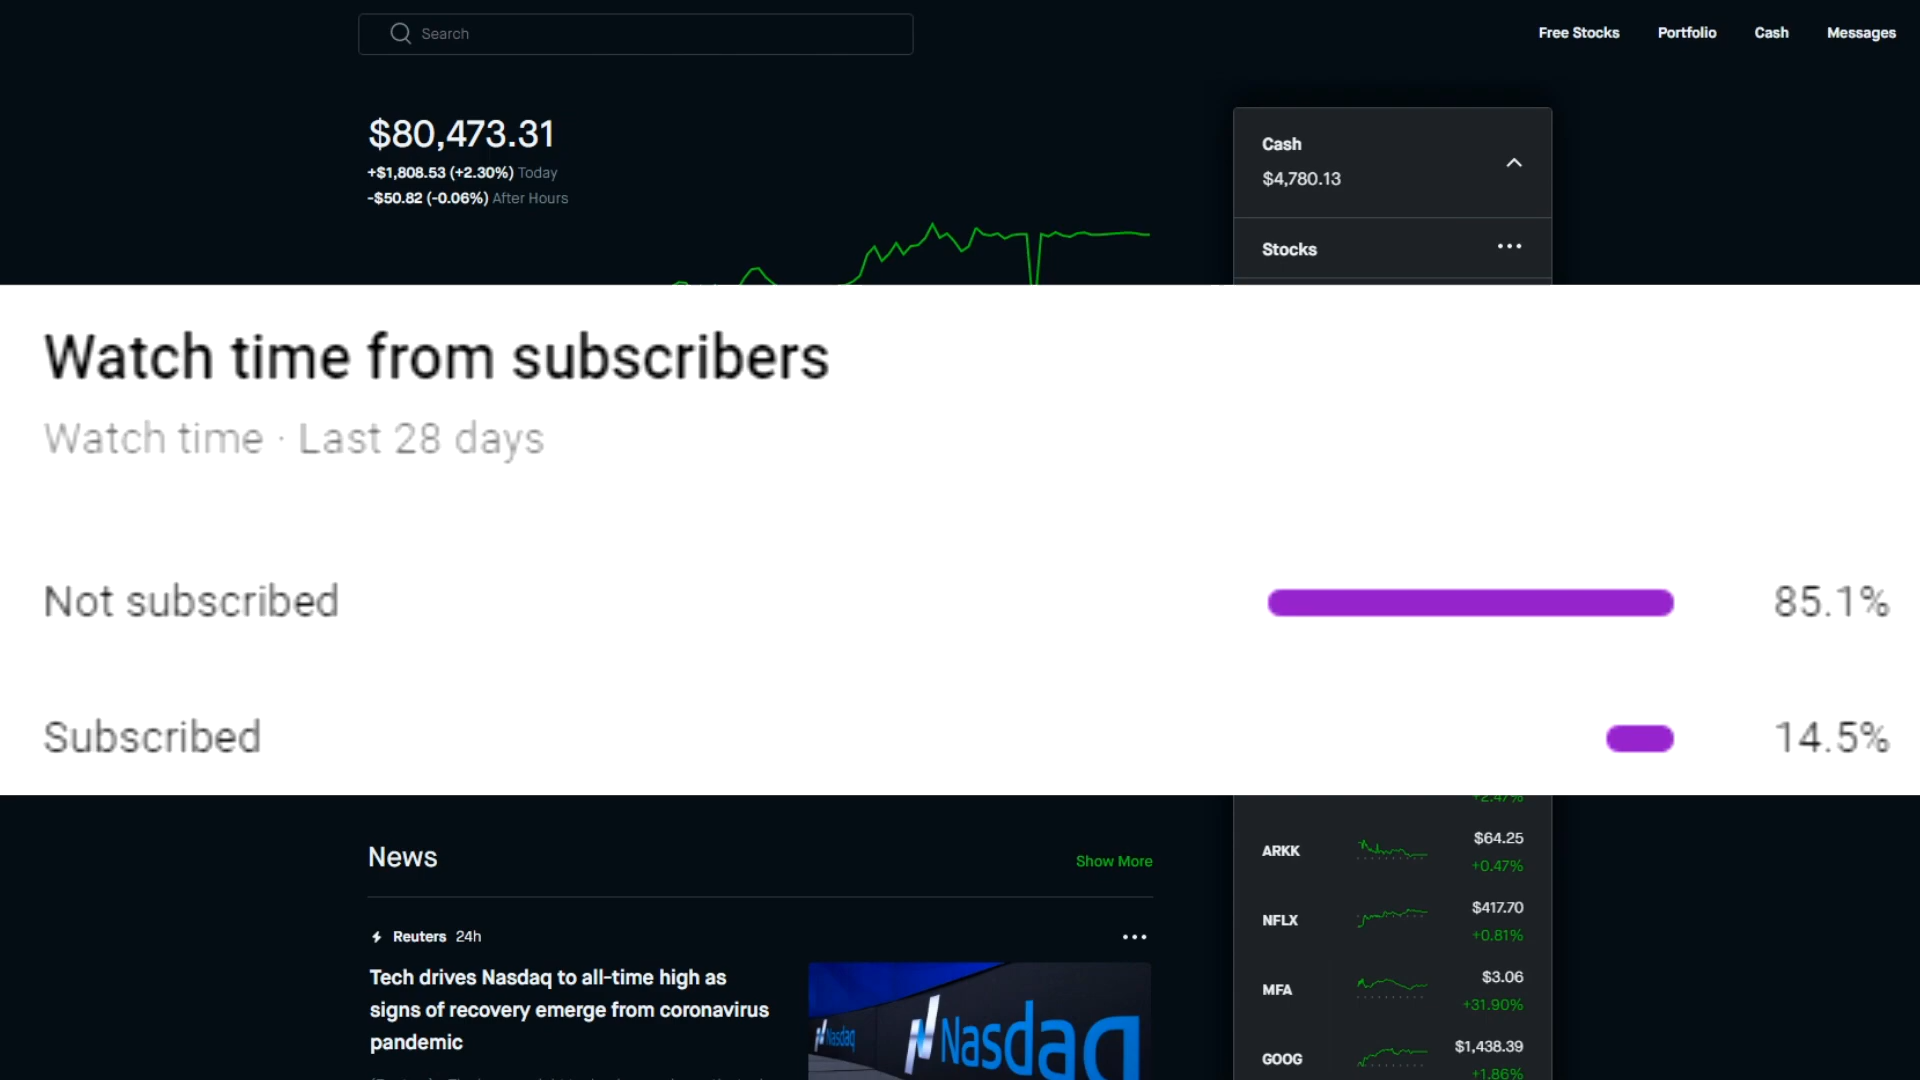 Search
Free Stocks
Portfolio
Cash
Messages
$80,473.31
+$1,808.53 (+2.30%) Today
-$50.82 (-0.06%) After Hours
Cash
$4,780.13
Stocks
Watch time from subscribers
Watch time · Last 28 days
Not subscribed
85.1%
Subscribed
14.5%
+2.47%
News
Show More
Reuters 24h
Tech drives Nasdaq to all-time high as
signs of recovery emerge from coronavirus
pandemic
Nasdaq
Nasdaq
ARKK
$64.25
+0.47%
NFLX
$417.70
+0.81%
MFA
$3.06
+31.90%
GOOG
$1,438.39
+1.86%